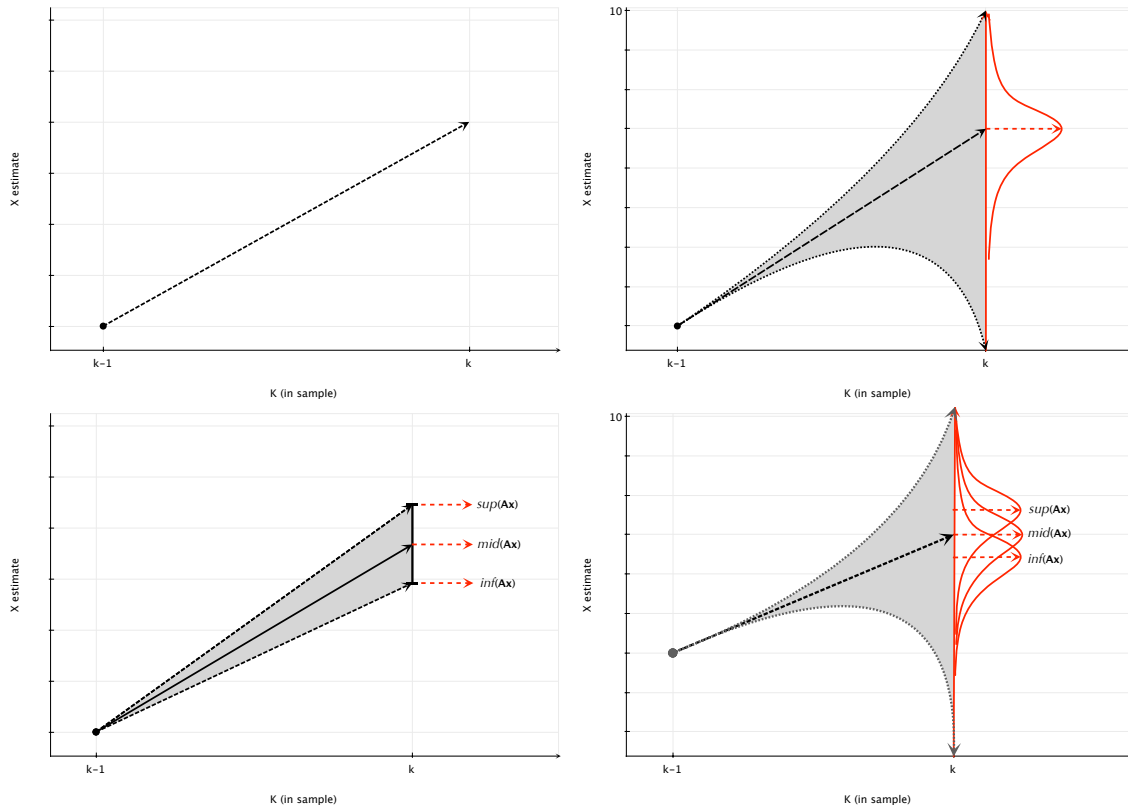 X estimate
k-1
k
K (in sample)
10
X estimate
k-1
k
K (in sample)
X estimate
sup(Ax)
mid(Ax)
inf(Ax)
k-1
k
K (in sample)
10
X estimate
sup(Ax)
mid(Ax)
inf(Ax)
k-1
k
K (in sample)